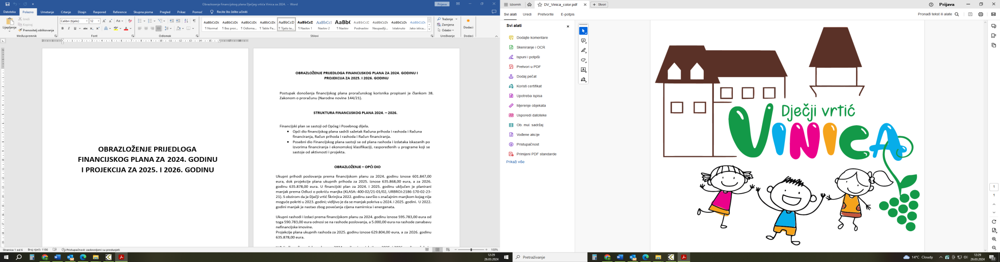 Obrazloženje financijskog plana Dječjeg vrtića Vinica za 2024. - Word
Prijava
Datoteka Polazno Umetanje Crtanje Dizajn Raspored Reference Skupna pisma Pregled Prikaz Pomoć Recite što želite učiniti
Lijepljenje
Izreži
Kopiraj
Prenositelj oblikovanja
Međuspremnik
Calibri (tijelo) 12
Font
Odlomak
¶ Normal ¶ Bez pror... ¶ Odloma... ¶ Table Pa... ¶ Tijelo te... ¶ Naslov 1 Naslov 2 ¶ Naslov Podnaslov Neupadlji... Istaknuto Jako istica...
Stilovi
Traženje
Zamjena
Odabir
Uređivanje
Dodaci
Dodaci
OBRAZLOŽENJE PRIJEDLOGA
FINANCIJSKOG PLANA ZA 2024. GODINU
I PROJEKCIJA ZA 2025. I 2026. GODINU
OBRAZLOŽENJE PRIJEDLOGA FINANCIJSKOG PLANA ZA 2024. GODINU I
PROJEKCIJA ZA 2025. I 2026. GODINU
Postupak donošenja financijskog plana proračunskog korisnika propisani je člankom 38.
Zakonom o proračunu (Narodne novine 144/21).
STRUKTURA FINANCIJSKOG PLANA 2024. – 2026.
Financijski plan se sastoji od Općeg i Posebnog dijela.
• Opći dio financijskog plana sadrži sažetak Računa prihoda i rashoda i Računa
financiranja, Račun prihoda i rashoda i Račun financiranja.
• Posebni dio Financijskog plana sastoji se od plana rashoda i izdataka iskazanih po
izvorima financiranja i ekonomskoj klasifikaciji, raspoređenih u programe koji se
sastoje od aktivnosti i projekta.
OBRAZLOŽENJE – OPĆI DIO
Ukupni prihodi poslovanja prema financijskom planu za 2024. godinu iznose 601.847,00
eura, dok projekcije plana ukupnih prihoda za 2025. iznose 635.868,00 eura, a za 2026.
godinu 635.878,00 eura. U financijski plan za 2024. i 2025. godinu uključen je planirani
manjak prema Odluci o pokriću manjka (KLASA: 400-02/21-01/02, URBROJ:2186-170-02-23-
21). S obzirom da je Dječji vrtić Škrinjica 2022. godinu završio s značajnim manjkom kojeg nije
moguće pokriti u 2023. godini; vidljivo je da se manjak pokriva u 2024. i 2025. godini. U 2022.
godini manjak je nastao zbog povećanja cijena namirnica i energenata.
Ukupni rashodi i izdaci prema financijskom planu za 2024. godinu iznose 595.783,00 eura od
toga 590.783,00 eura odnosi se na rashode poslovanja, a 5.000,00 eura na rashode zanabavu
nefinancijske imovine.
Projekcije plana ukupnih rashoda za 2025. godinu iznose 629.804,00 eura, a za 2026. godinu
635.878,00 eura.
Stranica 1 od 6 Broj riječi: 1186 Pristupačnost: zadovoljeni su preduvjeti 100%
12:29
26.03.2024
Izbornik
DV_Vinica_color.pdf
Stvori
Prijava
Svi alati Uredi Pretvorite E-potpis
Pronađi tekst ili alate
Svi alati
Dodajte komentare
Skeniranje i OCR
Ispuni i potpiši
Pretvori u PDF
Dodaj pečat
Koristi certifikat
Upotreba ispisa
Mjerenje objekata
Usporedi datoteke
Ob. mul. sadržaj
Vođene akcije
Pristupačnost
Primijeni PDF standarde
Prikaži više
Dječji vrtić
VINICA
1
1
Pretraživanje
14°C Cloudy
12:29
26.03.2024